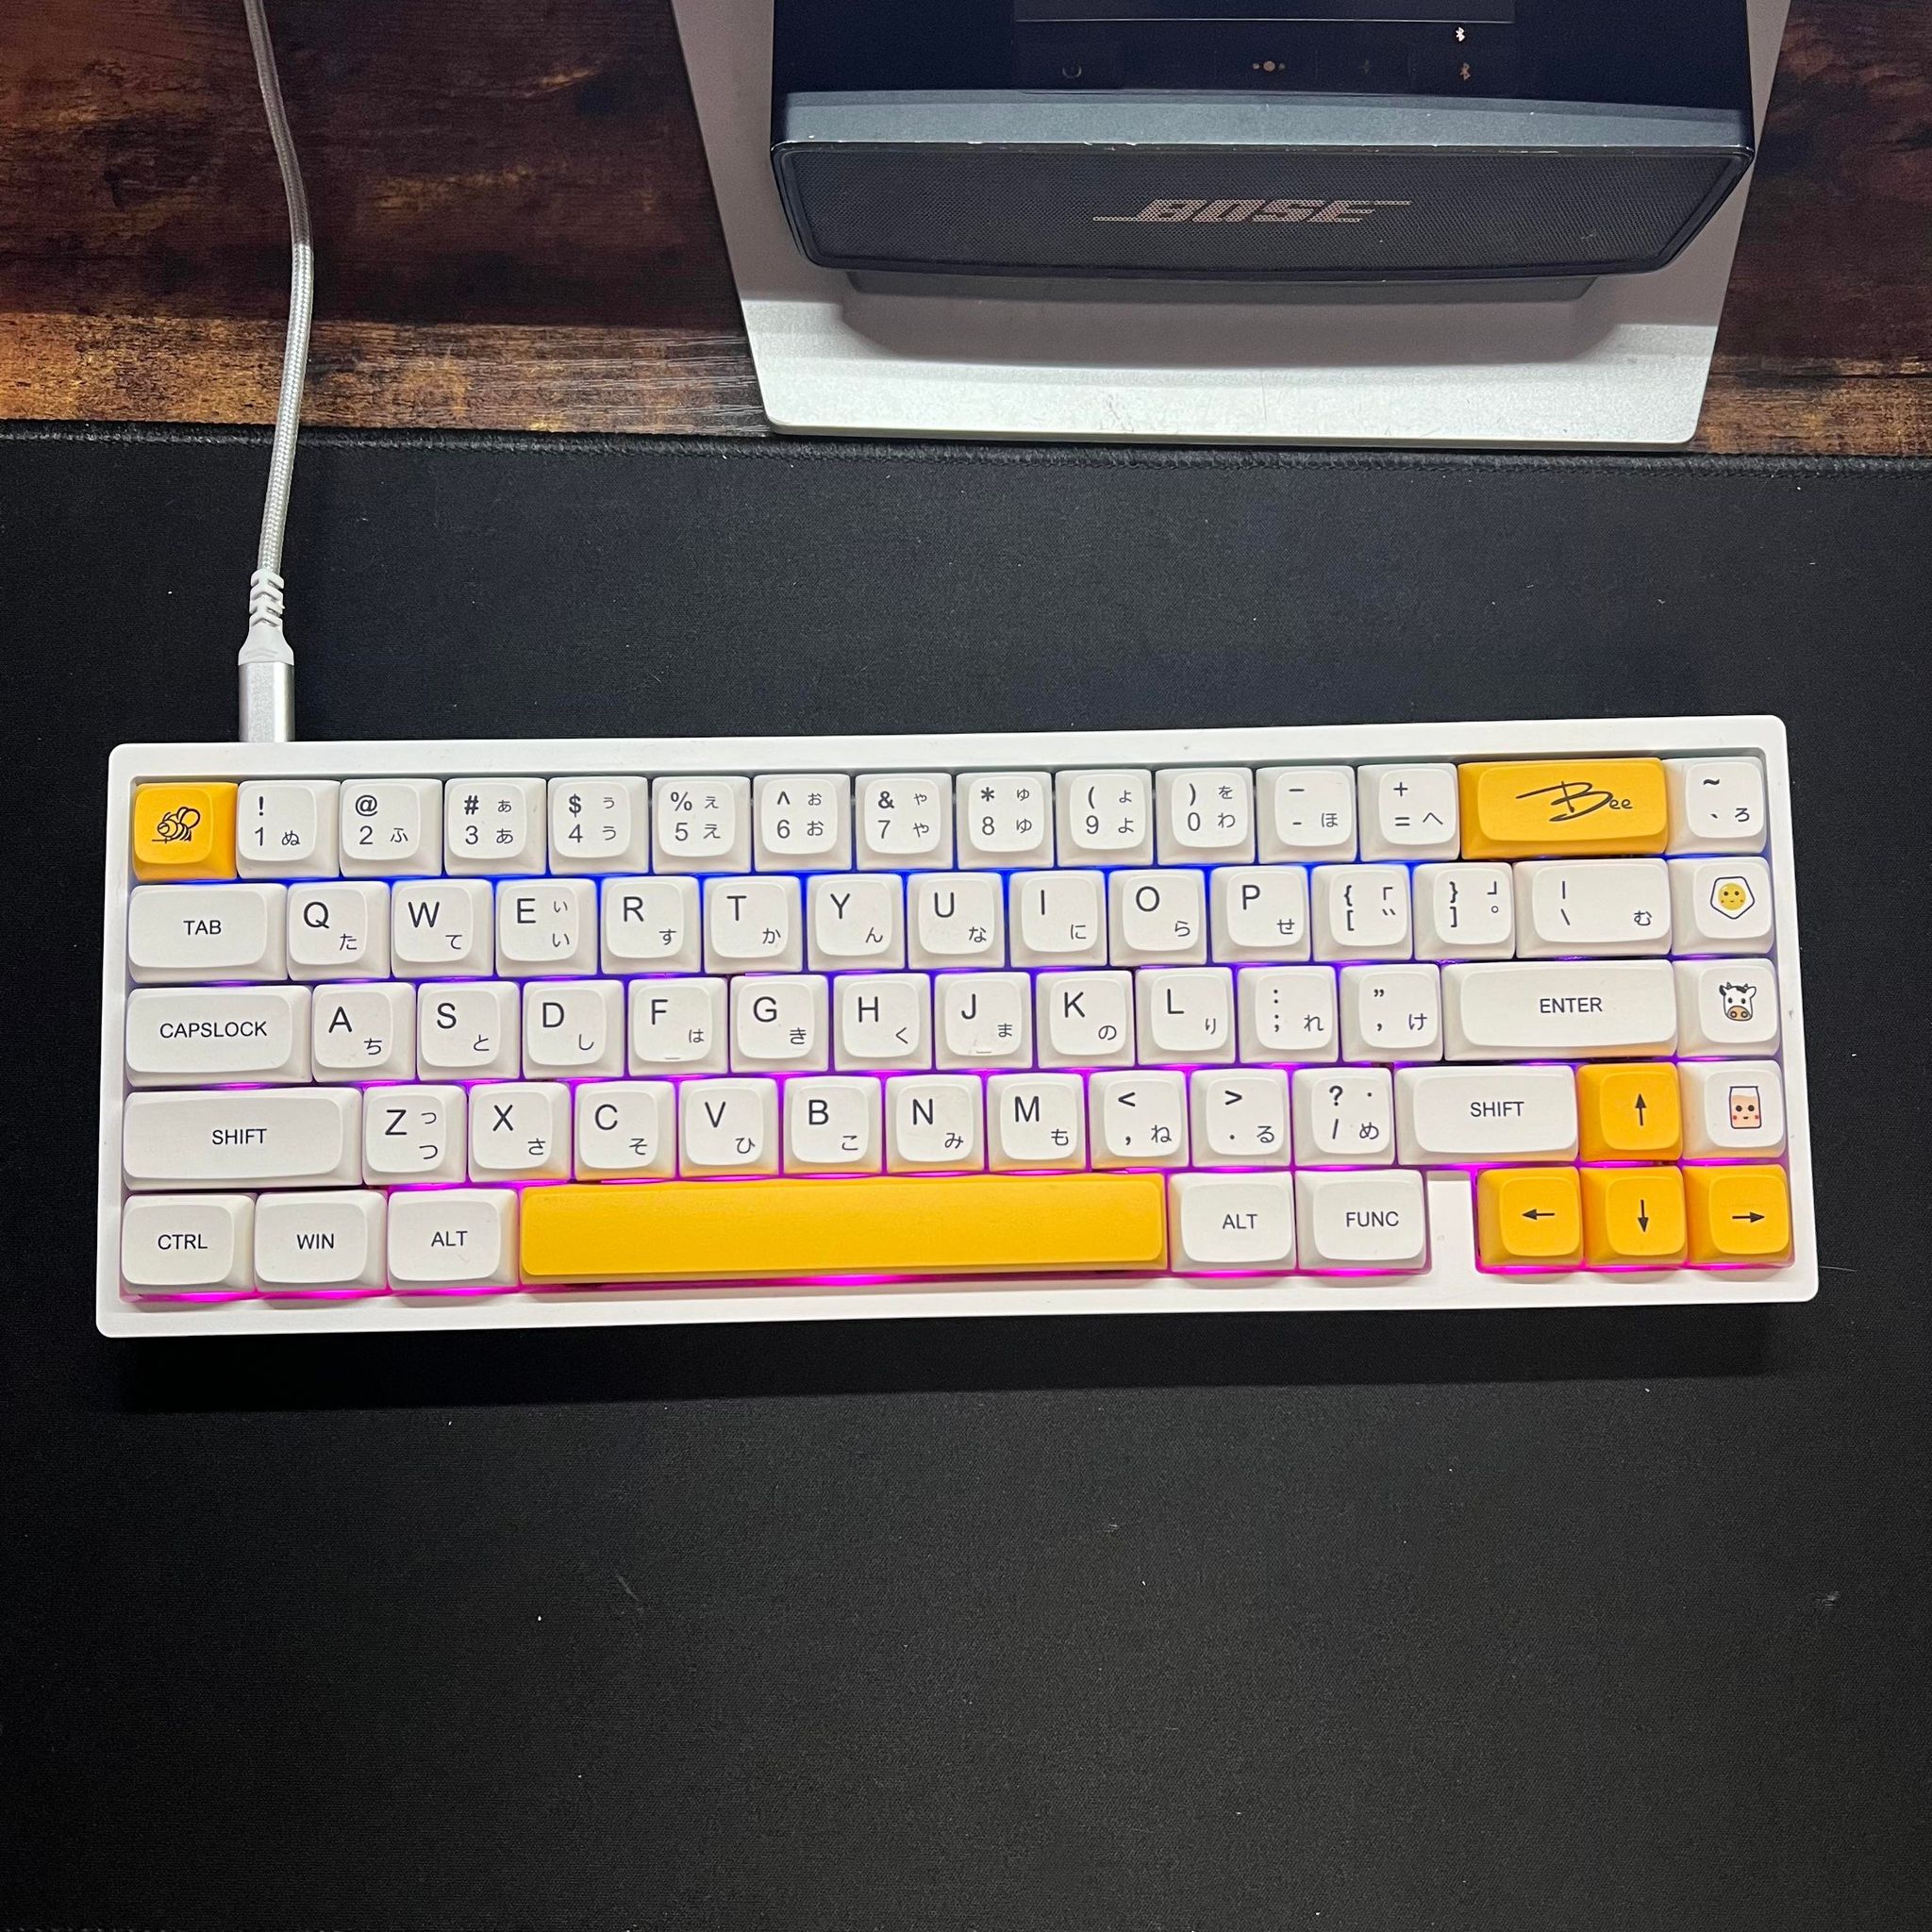 BOSE
! 1 ぬ @ 2 ふ # ぁ 3 あ $ ぅ 4 う % ぇ 5 え ^ ぉ 6 お & ゃ 7 や * ゅ 8 ゆ ( ょ 9 よ ) を 0 わ _ - ほ + = へ Bee ~ ` ろ
TAB Q た W て E ぃ い R す T か Y ん U な I に O ら P せ { 「 [ ゛ } 」 ] ゜ | \ む
CAPSLOCK A ち S と D し F は G き H く J ま K の L り : ; れ " ' け ENTER
SHIFT Z っ つ X さ C そ V ひ B こ N み M も < , ね > . る ? ・ / め SHIFT ↑
CTRL WIN ALT ALT FUNC ← ↓ →